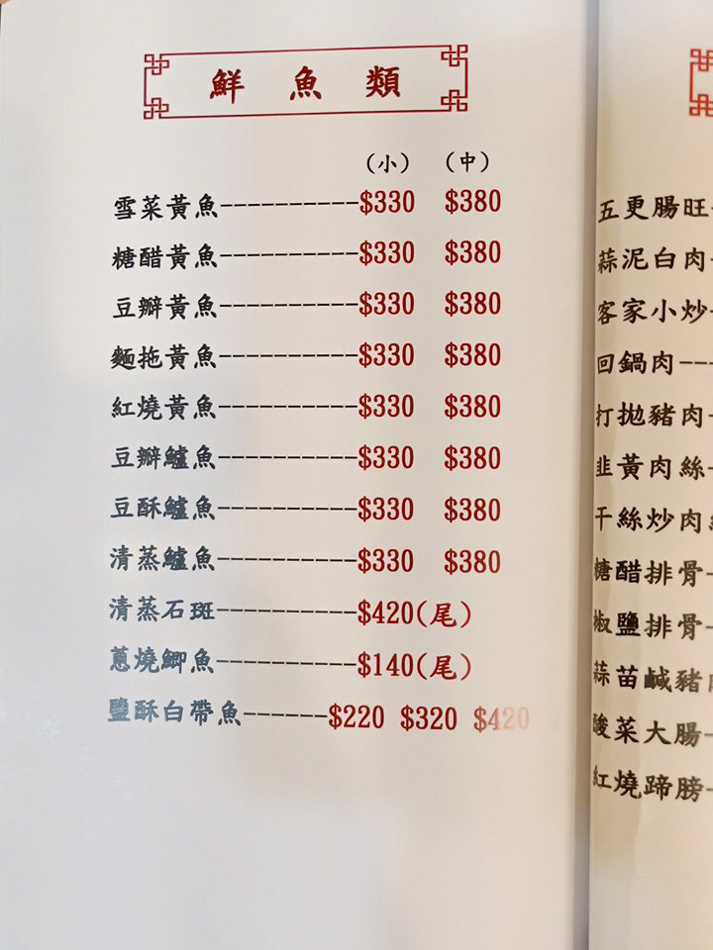 鮮魚類
(小) (中)
雪菜黃魚----------$330 $380
糖醋黃魚----------$330 $380
豆瓣黃魚----------$330 $380
麵拖黃魚----------$330 $380
紅燒黃魚----------$330 $380
豆瓣鱸魚----------$330 $380
豆酥鱸魚----------$330 $380
清蒸鱸魚----------$330 $380
清蒸石斑----------$420(尾)
蔥燒鯽魚----------$140(尾)
鹽酥白帶魚------$220 $320 $420
五更腸旺-
蒜泥白肉-
客家小炒-
回鍋肉---
打拋豬肉-
韭黃肉絲-
干絲炒肉
糖醋排骨-
椒鹽排骨-
蒜苗鹹豬
酸菜大腸-
紅燒蹄膀-